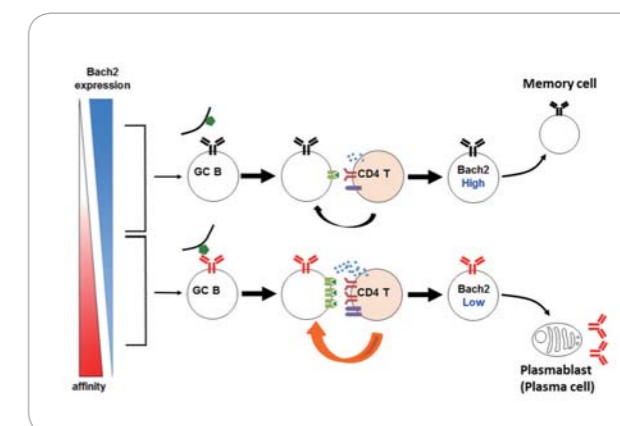 Bach2
expression
Memory cell
GC B
CD4 T
Bach2
High
GC B
CD4 T
Bach2
Low
affinity
Plasmablast
(Plasma cell)